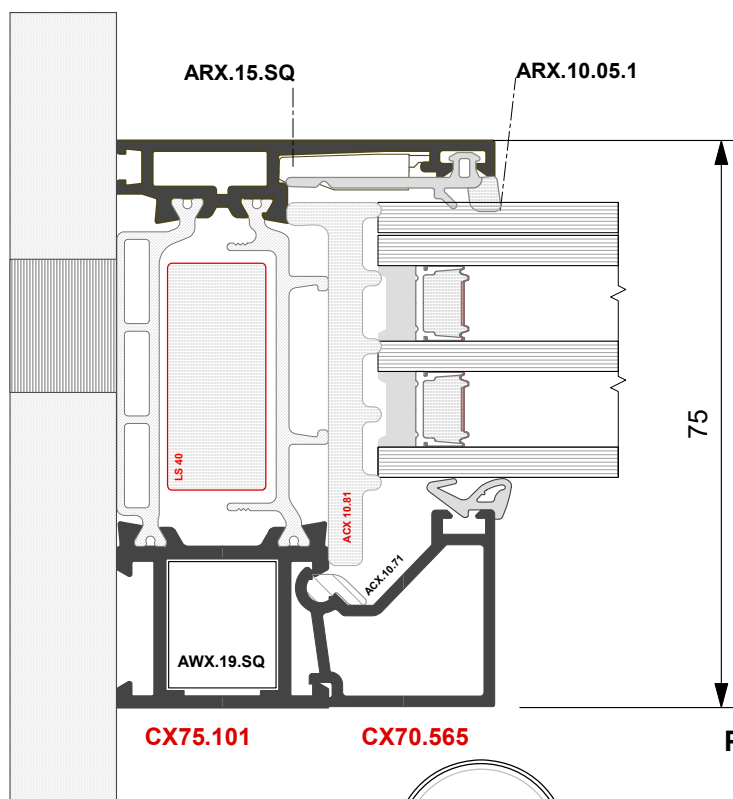 ARX.15.SQ
ARX.10.05.1
75
LS 40
ACX 10.81
ACX.10.71
AWX.19.SQ
CX75.101
CX70.565